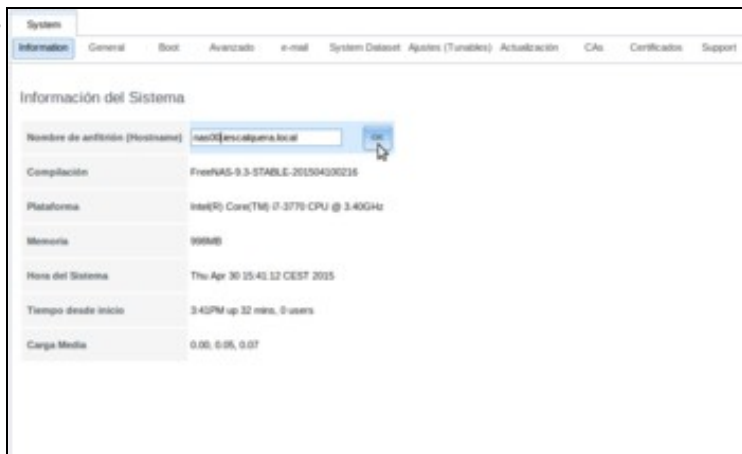 System
Information General Boot Avanzado e-mail System Dataset Ajustes (Tunables) Actualización CAs Certificados Support
Información del Sistema
Nombre de anfitrión (Hostname) nas00.iescalquera.local OK
Compilación FreeNAS-9.3-STABLE-201504100216
Plataforma Intel(R) Core(TM) i7-3770 CPU @ 3.40GHz
Memoria 998MB
Hora del Sistema Thu Apr 30 15:41:12 CEST 2015
Tiempo desde inicio 3:41PM up 32 mins, 0 users
Carga Media 0.00, 0.05, 0.07